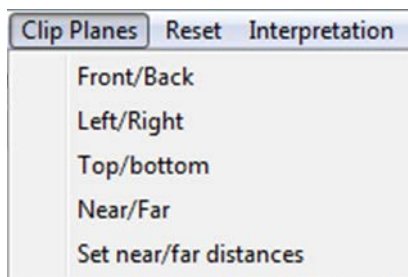 Clip Planes Reset Interpretation
Front/Back
Left/Right
Top/bottom
Near/Far
Set near/far distances